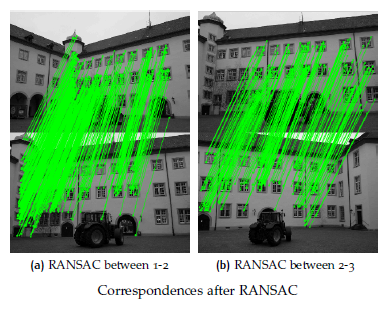 (a) RANSAC between 1-2
(b) RANSAC between 2-3
Correspondences after RANSAC